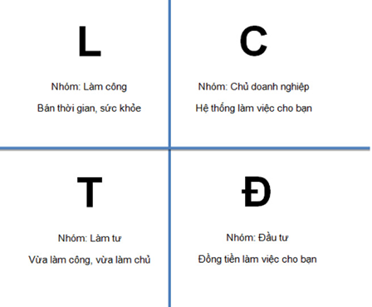 L
Nhóm: Làm công
Bán thời gian, sức khỏe
C
Nhóm: Chủ doanh nghiệp
Hệ thống làm việc cho bạn
T
Nhóm: Làm tư
Vừa làm công, vừa làm chủ
Đ
Nhóm: Đầu tư
Đồng tiền làm việc cho bạn